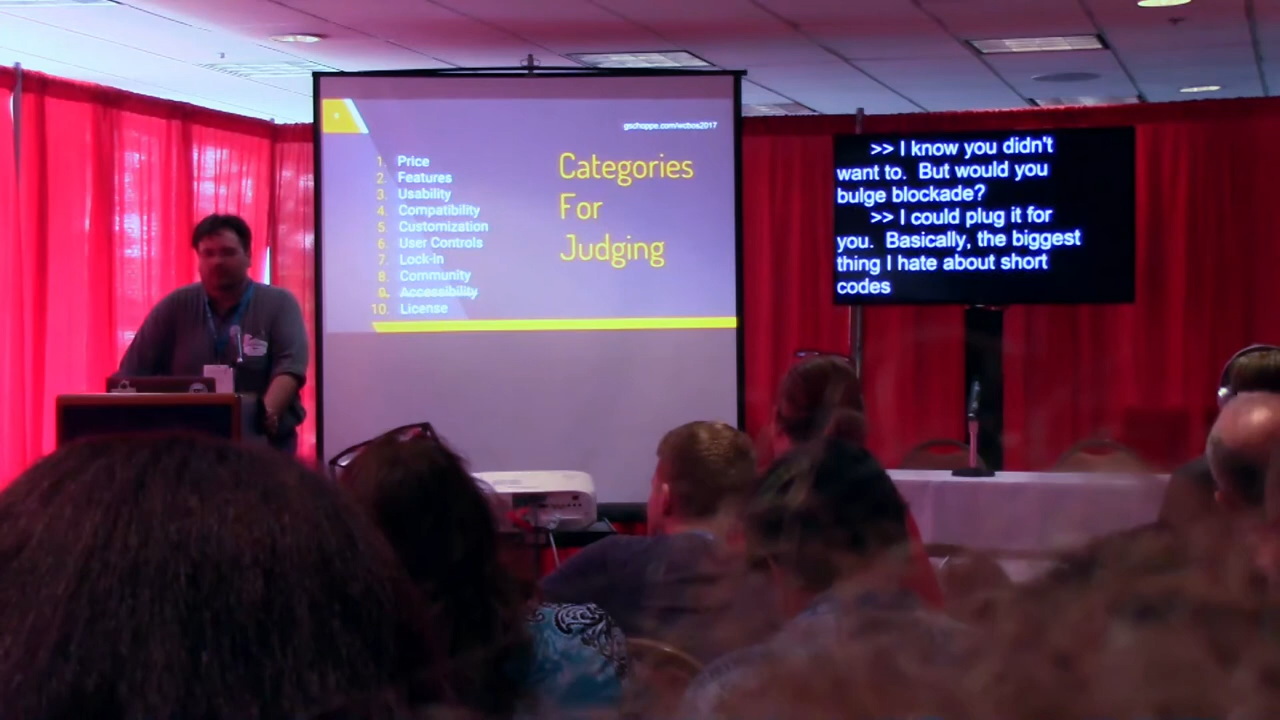 gschoppe.com/wcbos2017
1. Price
2. Features
3. Usability
4. Compatibility
5. Customization
6. User Controls
7. Lock-In
8. Community
9. Accessibility
10. License
Categories
For
Judging
>> I know you didn't
want to. But would you
bulge blockade?
>> I could plug it for
you. Basically, the biggest
thing I hate about short
codes